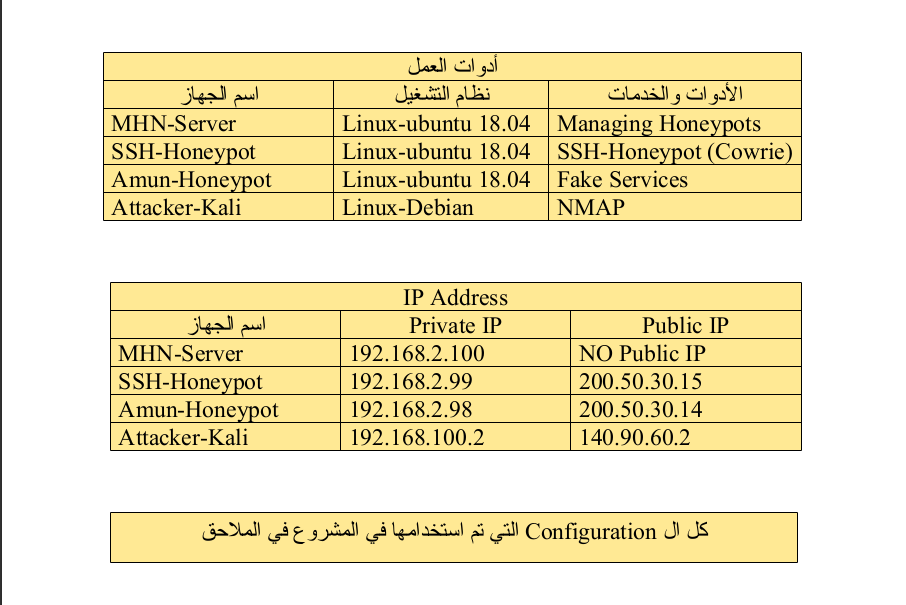 أدوات العمل
اسم الجهاز نظام التشغيل الأدوات والخدمات
MHN-Server Linux-ubuntu 18.04 Managing Honeypots
SSH-Honeypot Linux-ubuntu 18.04 SSH-Honeypot (Cowrie)
Amun-Honeypot Linux-ubuntu 18.04 Fake Services
Attacker-Kali Linux-Debian NMAP
IP Address
اسم الجهاز Private IP Public IP
MHN-Server 192.168.2.100 NO Public IP
SSH-Honeypot 192.168.2.99 200.50.30.15
Amun-Honeypot 192.168.2.98 200.50.30.14
Attacker-Kali 192.168.100.2 140.90.60.2
كل ال Configuration التي تم استخدامها في المشروع في الملاحق